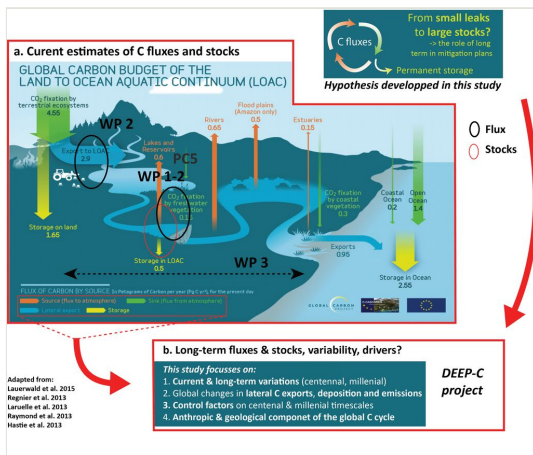 From small leaks
to large stocks?
-> the role of long
term in mitigation plans
C fluxes
Permanent storage
Hypothesis developped in this study
a. Curent estimates of C fluxes and stocks
GLOBAL CARBON BUDGET OF THE
LAND TO OCEAN AQUATIC CONTINUUM (LOAC)
CO₂ fixation by
terrestrial ecosystems
4.55
WP 2
Export to LOAC
2.9
Lakes and
Reservoirs
0.6
PC5
Rivers
0.65
Flood plains
(Amazon only)
0.5
Estuaries
0.15
Flux
Stocks
WP 1-2
CO₂ fixation
by freshwater
vegetation
CO₂ fixation
by coastal
vegetation
0.3
Coastal
Ocean
0.2
Open
Ocean
1.4
Storage on land
1.65
Storage in LOAC
0.5
WP 3
Exports
0.95
Storage in Ocean
2.55
FLUX OF CARBON BY SOURCE
Source (flux to atmosphere)
Sink (flux from atmosphere)
Lateral export
Storage
GLOBAL CARBON
b. Long-term fluxes & stocks, variability, drivers?
This study focusses on:
1. Current & long-term variations (centennal, millenial)
2. Global changes in lateral C exports, deposition and emissions
3. Control factors on centenal & millenial timescales
4. Anthropic & geological componet of the global C cycle
DEEP-C
project
Adapted from:
Lauerwald et al. 2015
Regnier et al. 2013
Laruelle et al. 2013
Raymond et al. 2013
Hastie et al. 2013